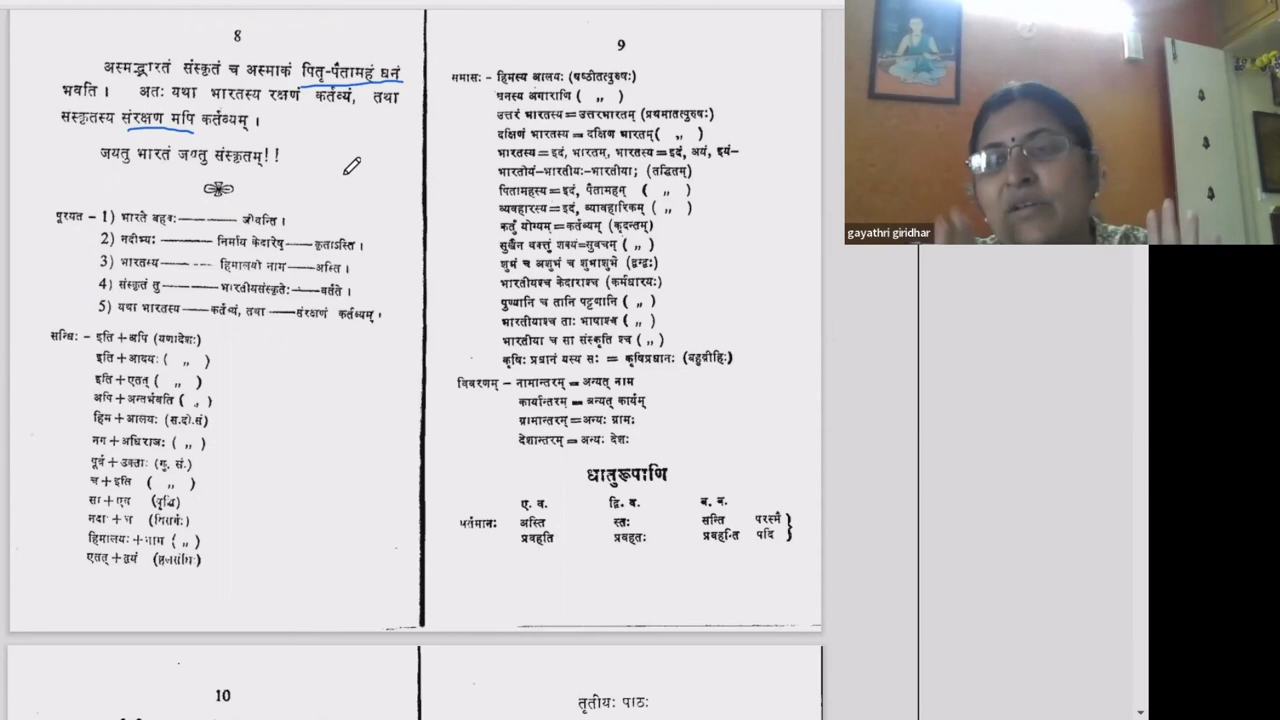 8
अस्मद्भारतं संस्कृतं च अस्माकं पितृ-पैतामहं धनं
भवति । अतः यथा भारतस्य रक्षणं कर्तव्यं, तथा
संस्कृतस्य संरक्षण मपि कर्तव्यम् ।
जयतु भारतं जयतु संस्कृतम्!!
पूरयत - 1) भारते बहवः——— जीवन्ति ।
2) नदीभ्यः ——— निर्माय केदारेषु——कृताऽस्ति ।
3) भारतस्य—— हिमालयो नाम ——अस्ति ।
4) संस्कृतं तु ——— भारतीयसंस्कृतेः——वर्तते ।
5) यथा भारतस्य ——कर्तव्यं, तथा ——संरक्षणं कर्तव्यम् ।
सन्धिः - इति + अपि (यणादेशः)
इति + आदयः ( ,, )
इति + एतत् ( ,, )
अपि + अन्तर्भवति ( ,, )
हिम + आलयः (स.दी.सं)
नग + अधिराजः ( ,, )
पूर्व + उक्ताः (गु. सं.)
च + इति ( ,, )
सा + एव (वृद्धि)
हिमालयः + नाम ( ,, )
एतत् + द्वयं
9
समासः - हिमस्य आलयः (षष्ठीतत्पुरुषः)
धनस्य अगाराणि ( ,, )
उत्तरं भारतस्य = उत्तरभारतम् (प्रथमातत्पुरुषः)
दक्षिणं भारतस्य = दक्षिण भारतम् ( ,, )
भारतस्य = इदं, भारतम्, भारतस्य = इदं, अयं, इयं–
भारतीयं–भारतीयः–भारतीया; (तद्धितम्)
पितामहस्य = इदं, पैतामहम् ( ,, )
व्यवहारस्य = इदं, व्यावहारिकम् ( ,, )
कर्तुं योग्यम् = कर्तव्यम् (कृदन्तम्)
सुखेन वक्तुं शक्यं=सुवचम् ( ,, )
शुभं च अशुभं च शुभाशुभे (द्वन्द्वः)
भारतीयश्च केदाराश्च (कर्मधारयः)
पुण्यानि च तानि पट्टणानि ( ,, )
भारतीयाश्च ताः भाषाश्च ( ,, )
भारतीया च सा संस्कृति श्च ( ,, )
कृषिः प्रधानं यस्य सः = कृषिप्रधानः (बहुव्रीहिः)
विवरणम् - नामान्तरम् = अन्यत् नाम
कार्यान्तरम् = अन्यत् कार्यम्
ग्रामान्तरम् = अन्यः ग्रामः
देशान्तरम् = अन्यः देशः
धातुरूपाणि
ए. व. द्वि. व. ब. व.
वर्तमानः अस्ति स्तः सन्ति परस्मै
प्रवहति प्रवहतः प्रवहन्ति पदि
10
तृतीयः पाठः
gayathri giridhar